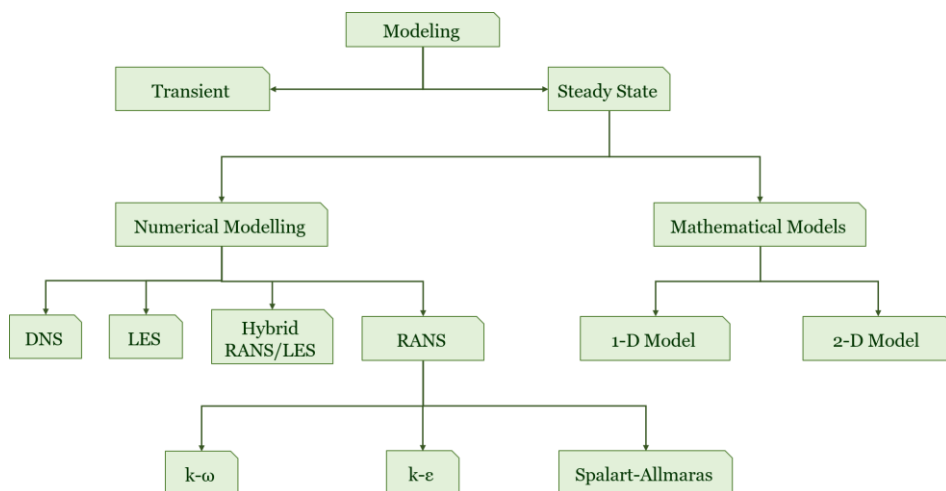 Modeling
Transient
Steady State
Numerical Modelling
Mathematical Models
DNS
LES
Hybrid
RANS/LES
RANS
1-D Model
2-D Model
k-ω
k-ε
Spalart-Allmaras